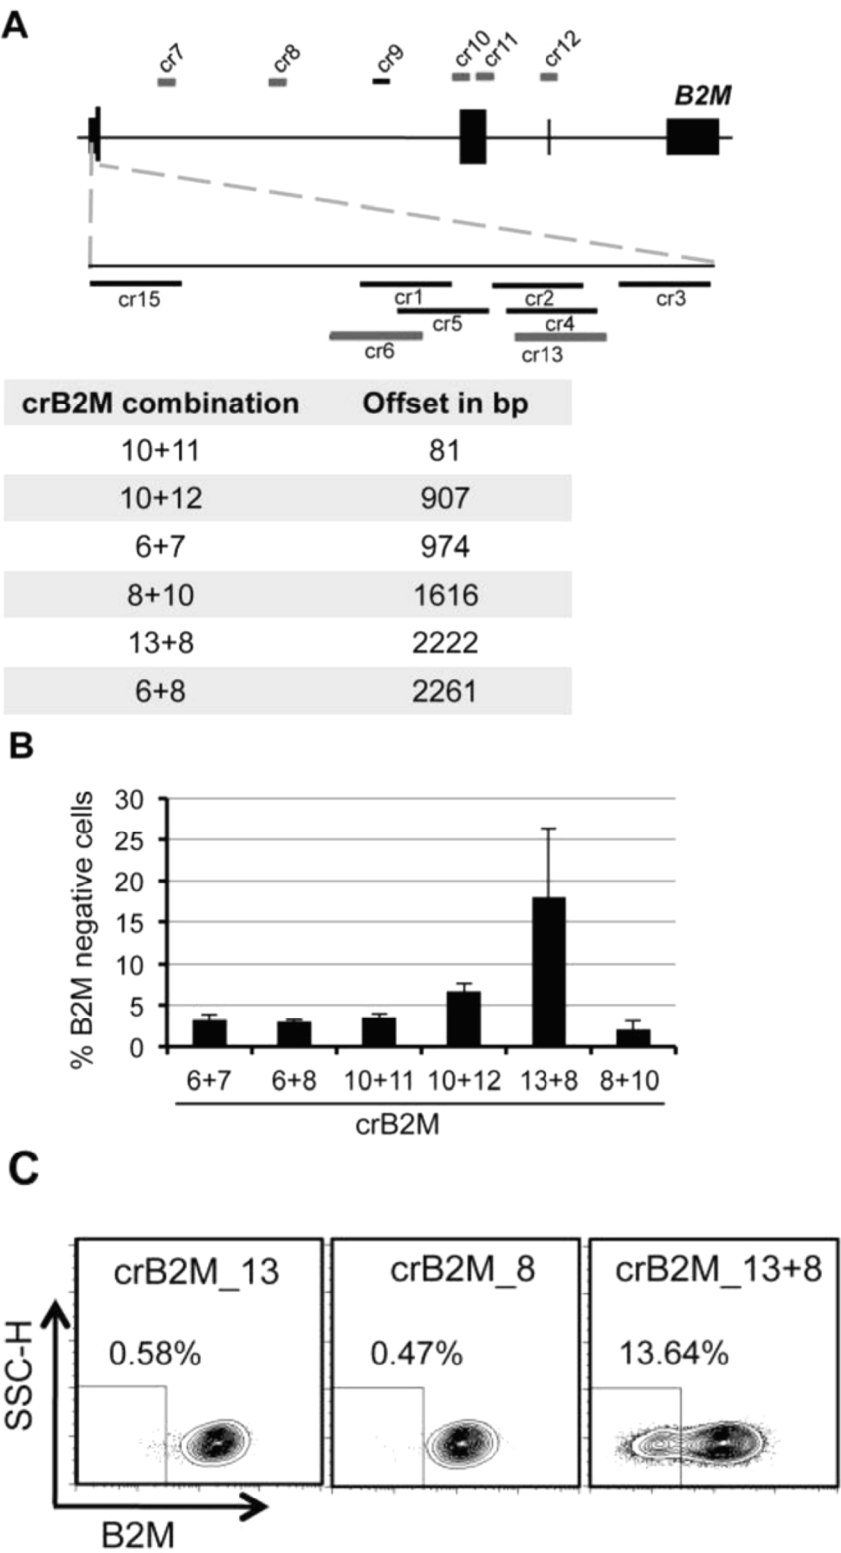 A
cr7 cr8 cr9 cr10 cr11 cr12
B2M
cr15 cr1 cr2 cr3
cr5 cr4
cr6 cr13
crB2M combination Offset in bp
10+11 81
10+12 907
6+7 974
8+10 1616
13+8 2222
6+8 2261
B
% B2M negative cells
30
25
20
15
10
5
0
6+7 6+8 10+11 10+12 13+8 8+10
crB2M
C
crB2M_13 crB2M_8 crB2M_13+8
0.58% 0.47% 13.64%
SSC-H
B2M